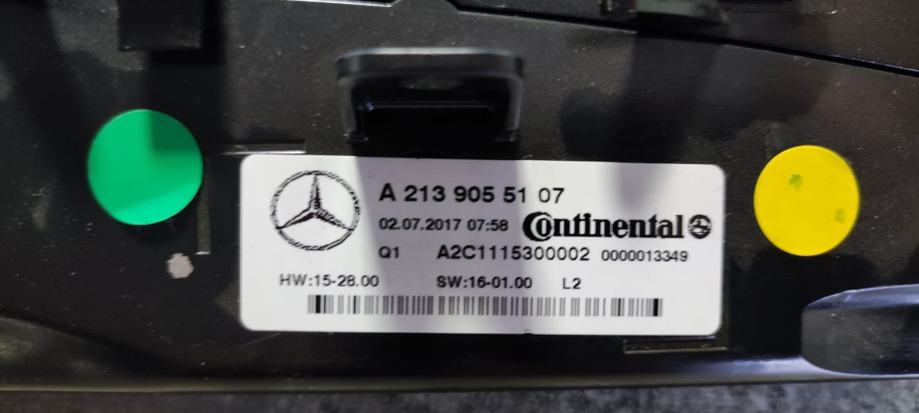 A 213 905 51 07
02.07.2017 07:58 Continental
Q1 A2C1115300002 0000013349
HW:15-28.00 SW:16-01.00 L2